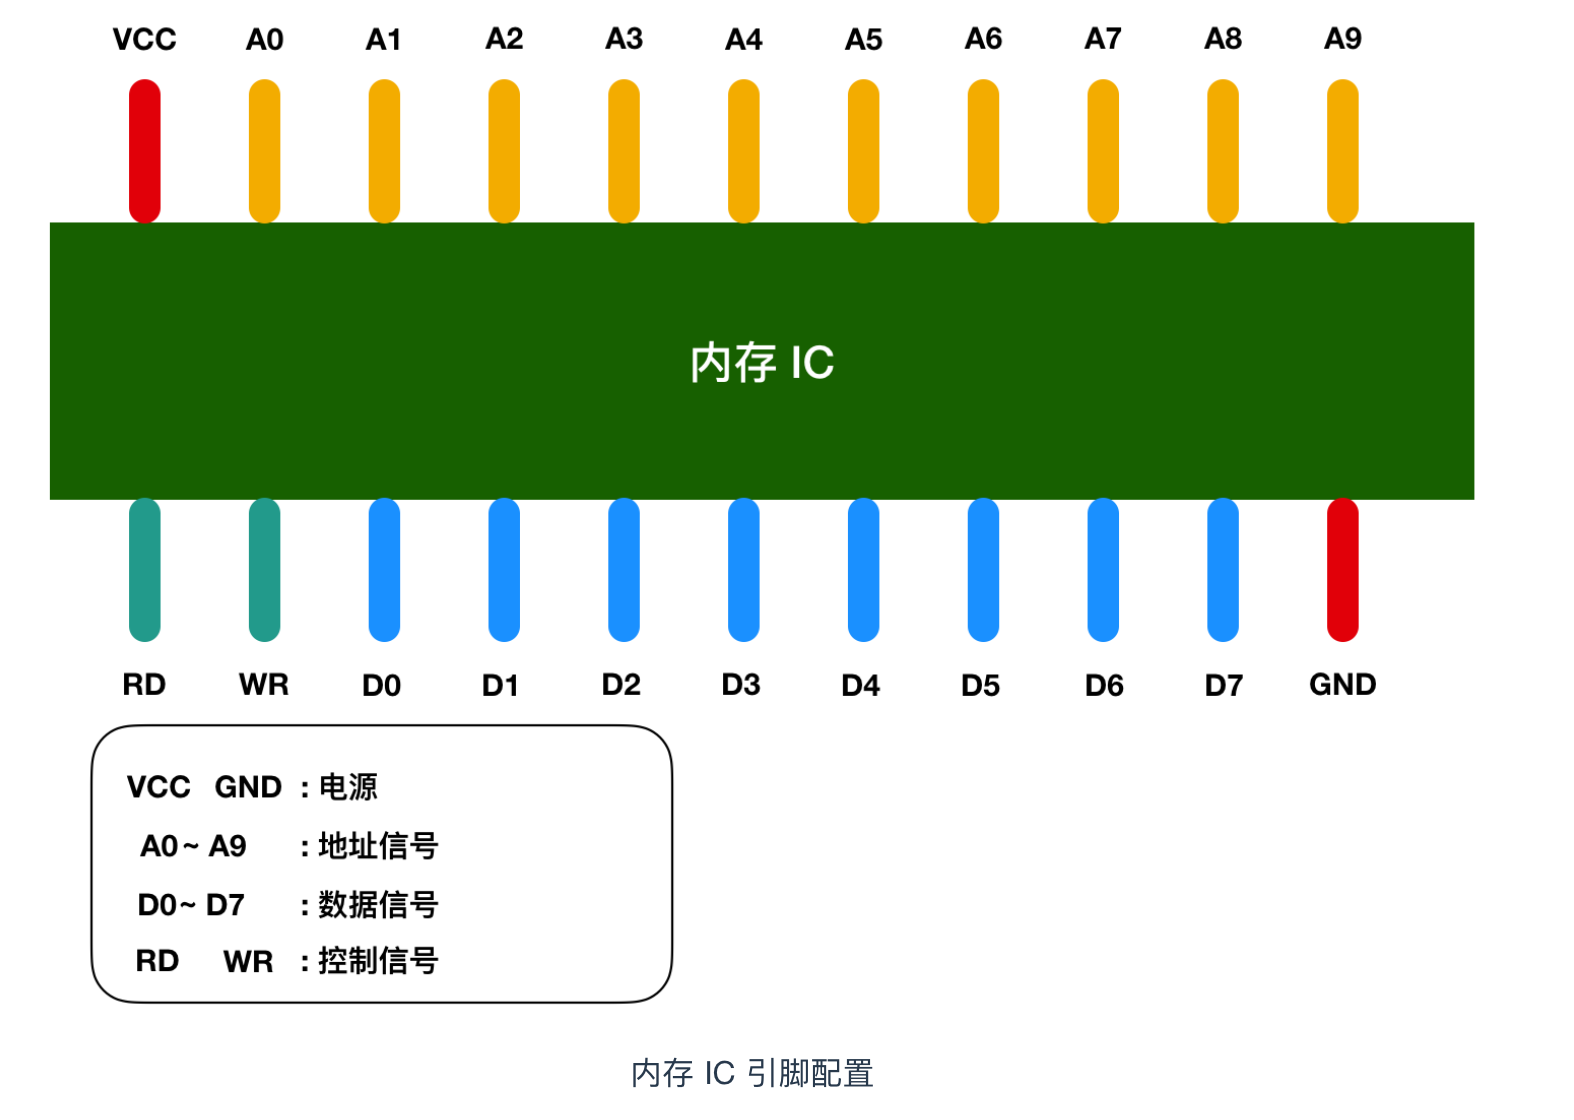 VCC A0 A1 A2 A3 A4 A5 A6 A7 A8 A9
内存 IC
RD WR D0 D1 D2 D3 D4 D5 D6 D7 GND
VCC GND : 电源
A0~ A9 : 地址信号
D0~ D7 : 数据信号
RD WR : 控制信号
内存 IC 引脚配置